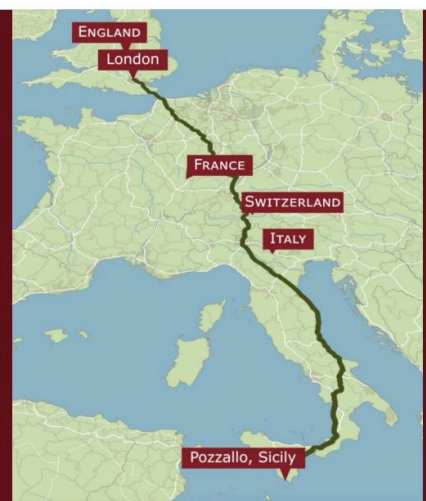 ENGLAND
London
FRANCE
SWITZERLAND
ITALY
Pozzallo, Sicily